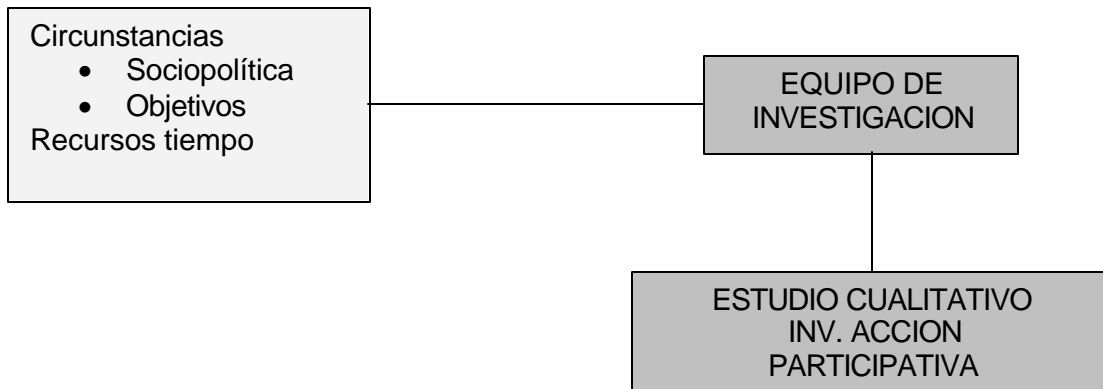 Circunstancias
• Sociopolítica
• Objetivos
Recursos tiempo
EQUIPO DE
INVESTIGACION
ESTUDIO CUALITATIVO
INV. ACCION
PARTICIPATIVA